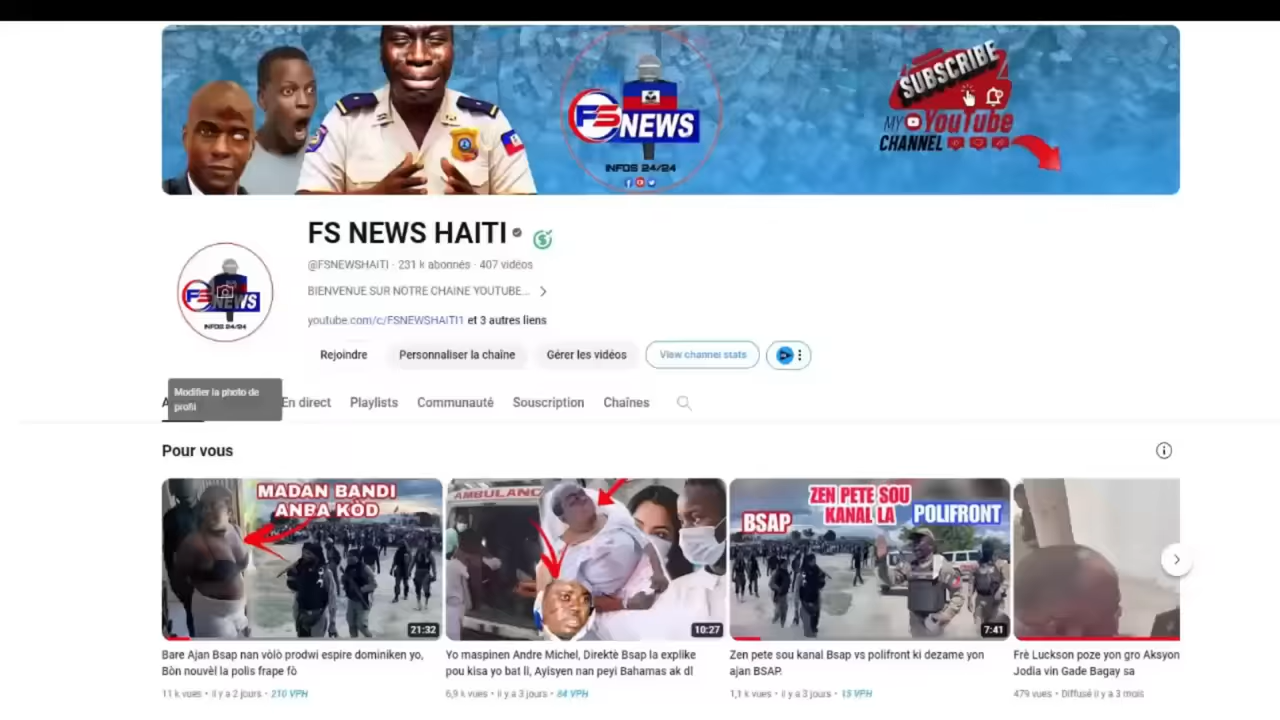 SUBSCRIBE
FS NEWS
MY YouTube
CHANNEL
INFOS 24/24
FS NEWS HAITI
@FSNEWSHAITI · 231 k abonnés · 407 vidéos
BIENVENUE SUR NOTRE CHAINE YOUTUBE...
FS NEWS
youtube.com/c/FSNEWSHAITI1 et 3 autres liens
INFOS 24/24
Rejoindre Personnaliser la chaîne Gérer les vidéos View channel stats
Modifier la photo de
profil
A En direct Playlists Communauté Souscription Chaînes
Pour vous
MADAN BANDI
ANBA KÒD
21:32
AMBULANC
10:27
ZEN PETE SOU
KANAL LA
BSAP
POLIFRONT
7:41
Bare Ajan Bsap nan vòlò prodwi espire dominiken yo,
Bòn nouvèl la polis frape fò
11 k vues · il y a 2 jours · 210 VPH
Yo maspinen Andre Michel, Direktè Bsap la explike
pou kisa yo bat li, Ayisyen nan peyi Bahamas ak dl
6,9 k vues · il y a 3 jours · 84 VPH
Zen pete sou kanal Bsap vs polifront ki dezame yon
ajan BSAP.
1,1 k vues · il y a 3 jours · 15 VPH
Frè Luckson poze yon gro Aksyon
Jodia vin Gade Bagay sa
479 vues · Diffusé il y a 3 mois